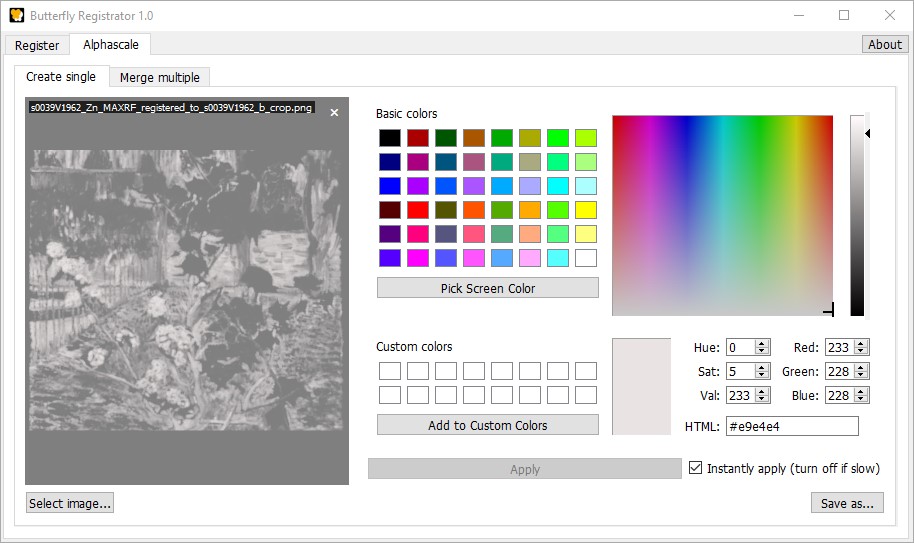 Butterfly Registrator 1.0
Register
Alphascale
About
Create single
Merge multiple
s0039V1962_Zn_MAXRF_registered_to_s0039V1962_b_crop.png
Basic colors
Pick Screen Color
Custom colors
Add to Custom Colors
Hue: 0
Red: 233
Sat: 5
Green: 228
Val: 233
Blue: 228
HTML: #e9e4e4
Apply
Instantly apply (turn off if slow)
Select image...
Save as...